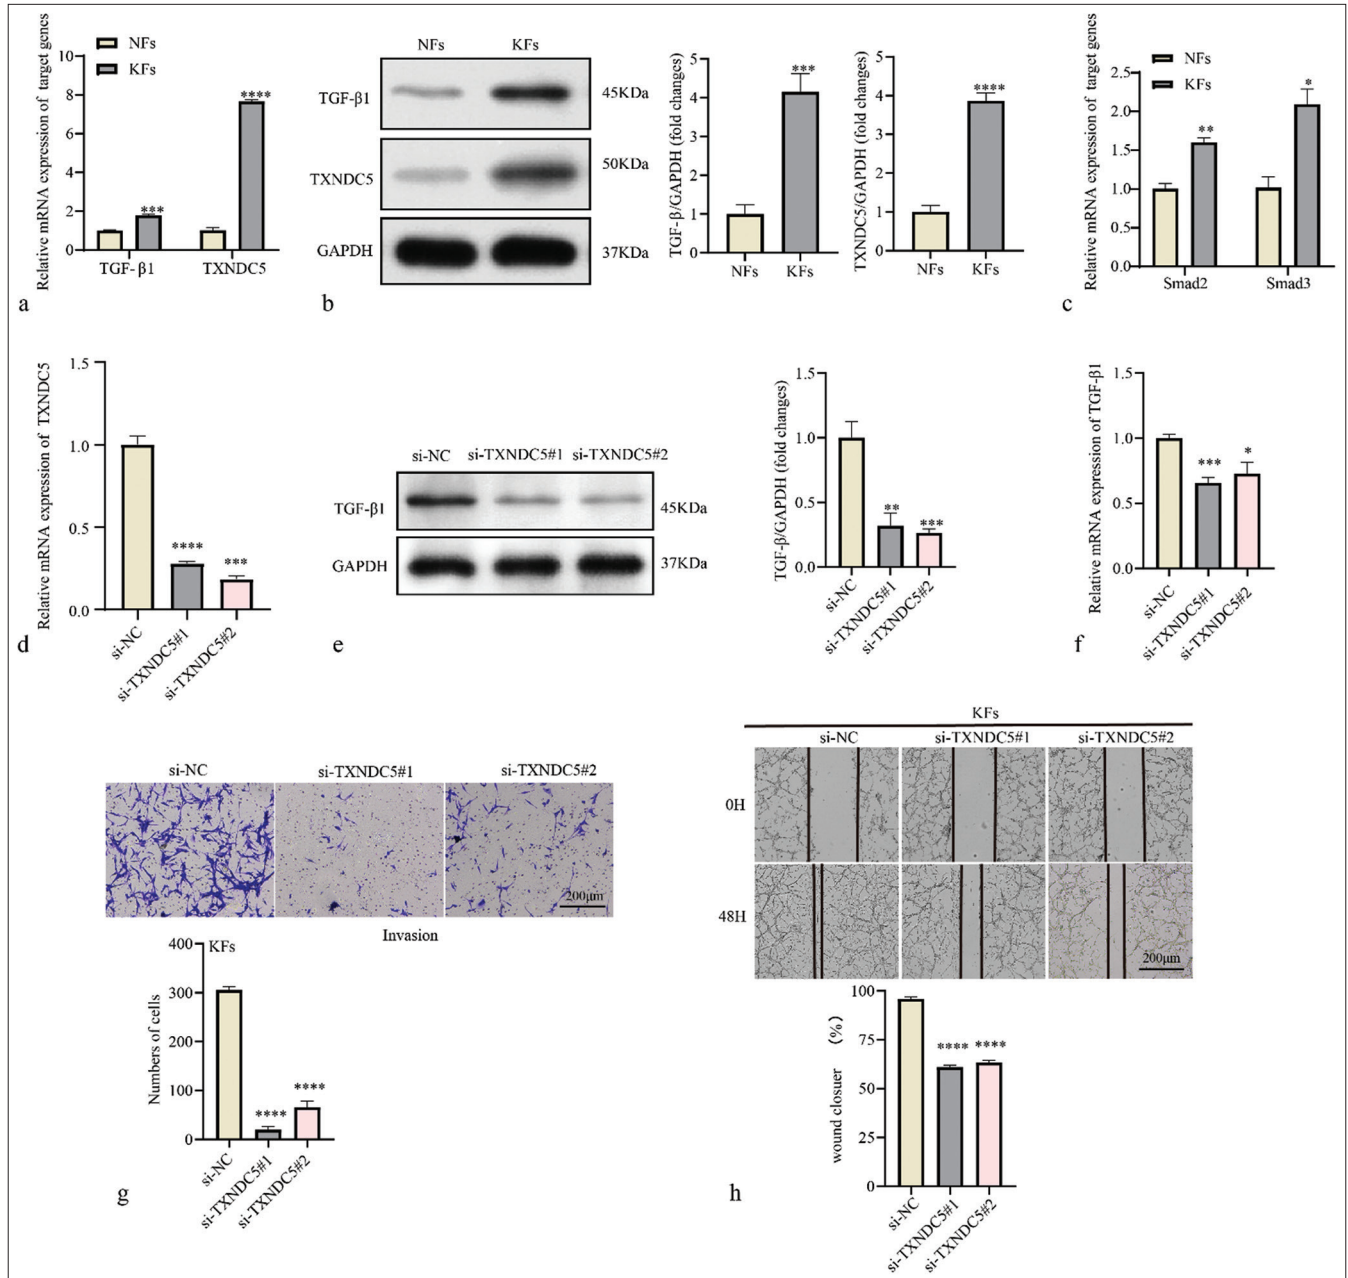 Relative mRNA expression of target genes
NFs
KFs
10
8
6
4
2
0
***
****
TGF-β1
TXNDC5
a
NFs
KFs
TGF-β1
45KDa
TXNDC5
50KDa
GAPDH
37KDa
b
TGF-β/GAPDH (fold changes)
5
4
3
2
1
0
***
NFs
KFs
TXNDC5/GAPDH (fold changes)
5
4
3
2
1
0
****
NFs
KFs
Relative mRNA expression of target genes
NFs
KFs
2.5
2.0
1.5
1.0
0.5
0.0
**
*
Smad2
Smad3
c
Relative mRNA expression of TXNDC5
1.5
1.0
0.5
0.0
****
***
si-NC
si-TXNDC5#1
si-TXNDC5#2
d
si-NC
si-TXNDC5#1
si-TXNDC5#2
TGF-β1
45KDa
GAPDH
37KDa
e
TGF-β/GAPDH (fold changes)
1.5
1.0
0.5
0.0
**
***
si-NC
si-TXNDC5#1
si-TXNDC5#2
Relative mRNA expression of TGF-β1
1.5
1.0
0.5
0.0
***
*
si-NC
si-TXNDC5#1
si-TXNDC5#2
f
si-NC
si-TXNDC5#1
si-TXNDC5#2
200μm
Invasion
KFs
Numbers of cells
400
300
200
100
0
****
****
si-NC
si-TXNDC5#1
si-TXNDC5#2
g
KFs
si-NC
si-TXNDC5#1
si-TXNDC5#2
0H
48H
200μm
wound closuer (%)
100
75
50
25
0
****
****
si-NC
si-TXNDC5#1
si-TXNDC5#2
h